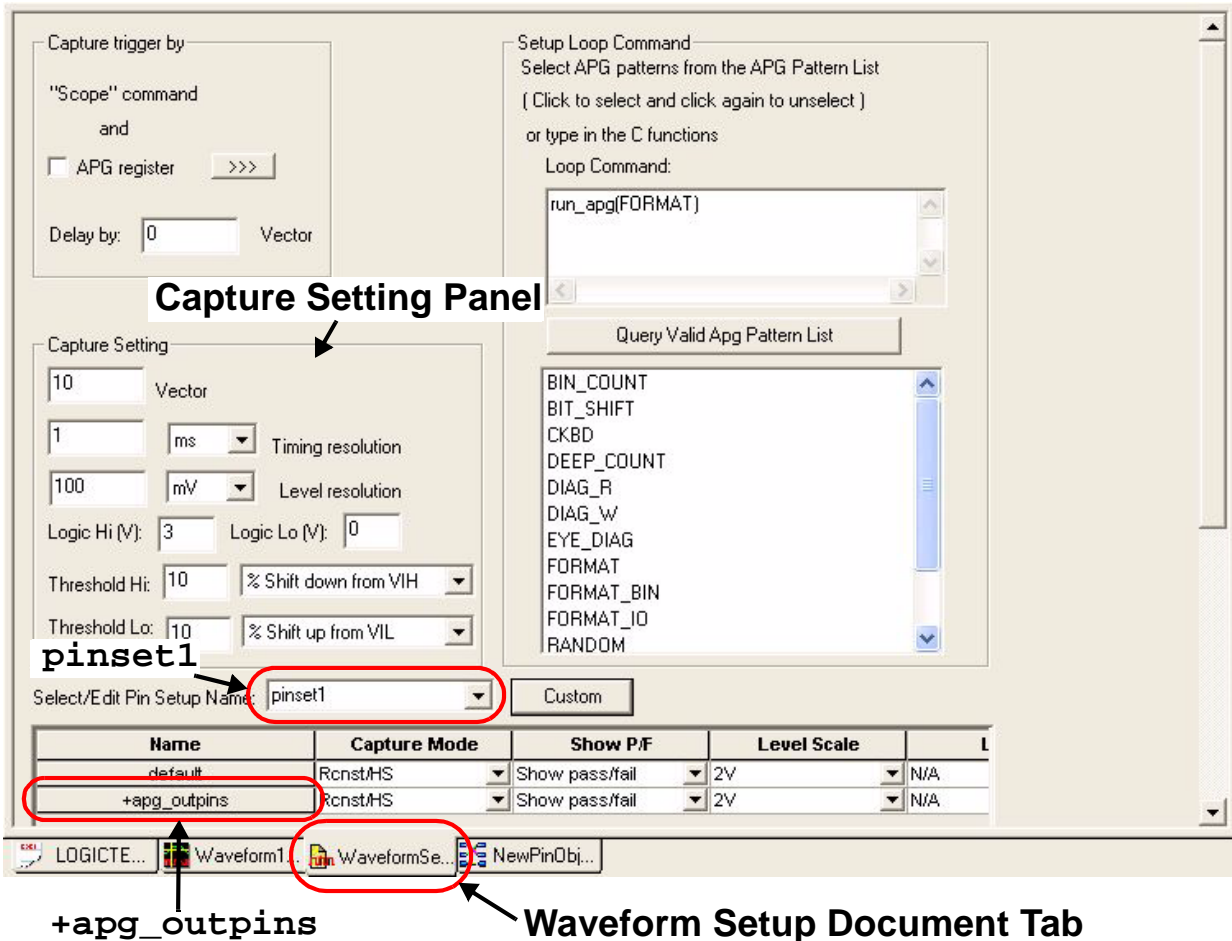 Capture trigger by
"Scope" command
and
APG register >>>
Delay by: 0 Vector
Setup Loop Command
Select APG patterns from the APG Pattern List
( Click to select and click again to unselect )
or type in the C functions
Loop Command:
run_apg(FORMAT)
Query Valid Apg Pattern List
BIN_COUNT
BIT_SHIFT
CKBD
DEEP_COUNT
DIAG_R
DIAG_W
EYE_DIAG
FORMAT
FORMAT_BIN
FORMAT_IO
RANDOM
Capture Setting Panel
Capture Setting
10 Vector
1 ms Timing resolution
100 mV Level resolution
Logic Hi (V): 3 Logic Lo (V): 0
Threshold Hi: 10 % Shift down from VIH
Threshold Lo: 10 % Shift up from VIL
pinset1
Select/Edit Pin Setup Name: pinset1 Custom
Name Capture Mode Show P/F Level Scale L
default Rcnst/HS Show pass/fail 2V N/A
+apg_outpins Rcnst/HS Show pass/fail 2V N/A
LOGICTE... Waveform1... WaveformSe... NewPinObj...
+apg_outpins
Waveform Setup Document Tab